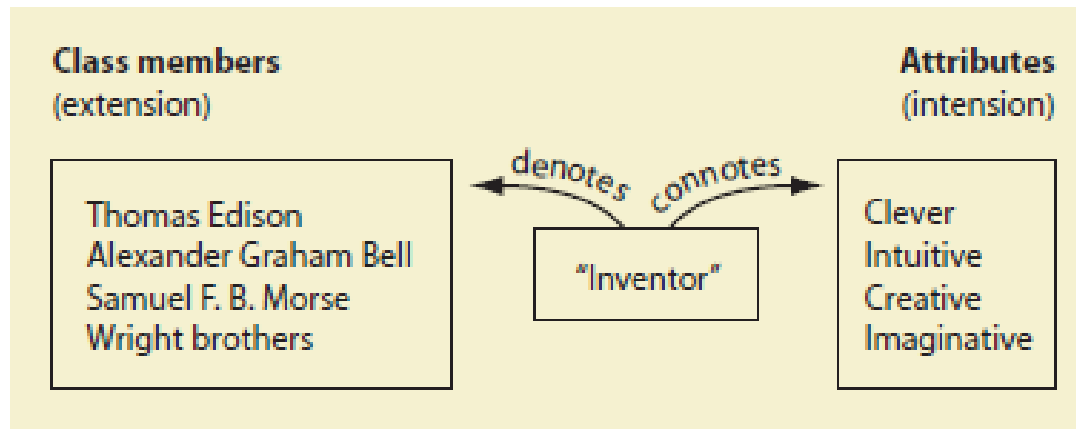 Class members
(extension)
Attributes
(intension)
denotes
connotes
Thomas Edison
Alexander Graham Bell
Samuel F. B. Morse
Wright brothers
“Inventor”
Clever
Intuitive
Creative
Imaginative